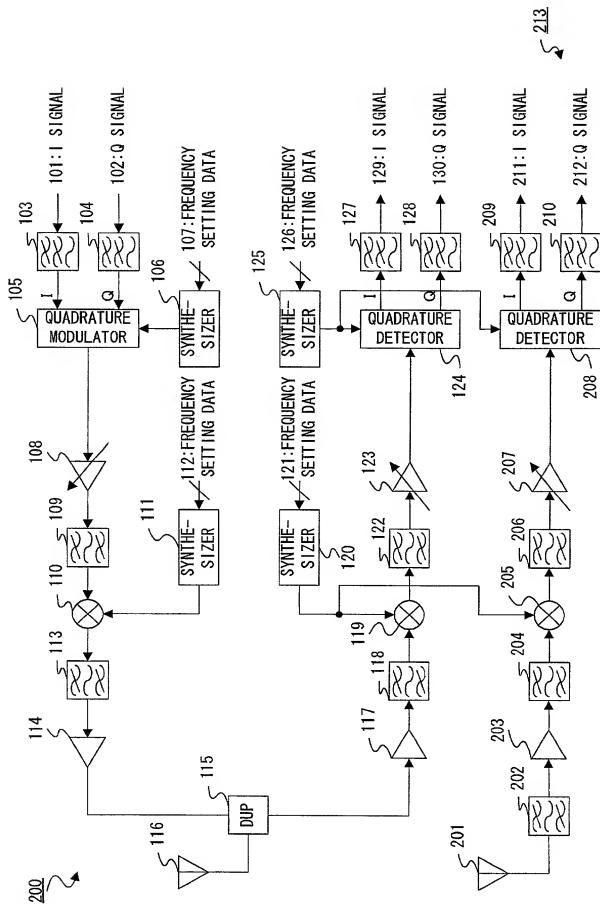 200
213
103
101:I SIGNAL
104
102:Q SIGNAL
105
I
Q
QUADRATURE
MODULATOR
106
SYNTHE-
SIZER
107:FREQUENCY
SETTING DATA
108
109
110
111
SYNTHE-
SIZER
112:FREQUENCY
SETTING DATA
113
114
115
DUP
116
117
118
119
120
SYNTHE-
SIZER
121:FREQUENCY
SETTING DATA
122
123
124
QUADRATURE
DETECTOR
125
SYNTHE-
SIZER
126:FREQUENCY
SETTING DATA
I
Q
127
129:I SIGNAL
128
130:Q SIGNAL
201
202
203
204
205
206
207
QUADRATURE
DETECTOR
208
I
Q
209
211:I SIGNAL
210
212:Q SIGNAL